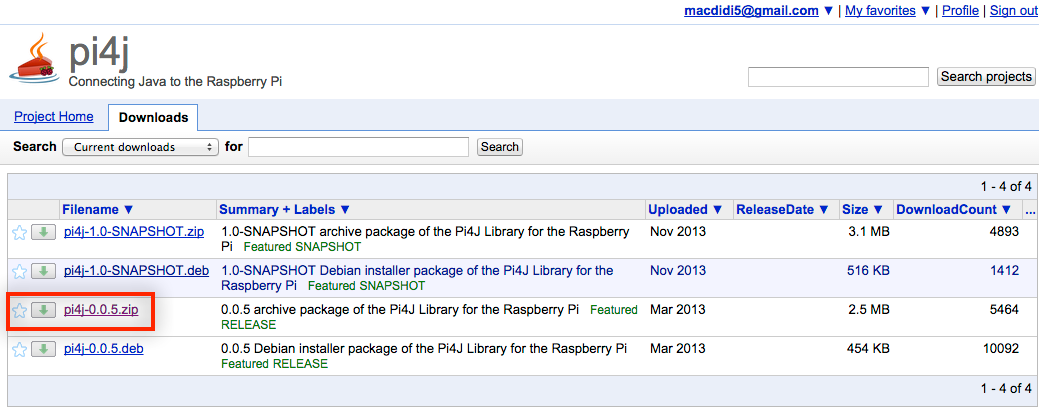 macdidi5@gmail.com ▼ | My favorites ▼ | Profile | Sign out
pi4j
Connecting Java to the Raspberry Pi
Search projects
Project Home Downloads
Search Current downloads for Search
1 - 4 of 4
Filename ▼ Summary + Labels ▼ Uploaded ▼ ReleaseDate ▼ Size ▼ DownloadCount ▼ ...
pi4j-1.0-SNAPSHOT.zip 1.0-SNAPSHOT archive package of the Pi4J Library for the Raspberry Nov 2013 3.1 MB 4893
Pi Featured SNAPSHOT
pi4j-1.0-SNAPSHOT.deb 1.0-SNAPSHOT Debian installer package of the Pi4J Library for the Nov 2013 516 KB 1412
Raspberry Pi Featured SNAPSHOT
pi4j-0.0.5.zip 0.0.5 archive package of the Pi4J Library for the Raspberry Pi Featured Mar 2013 2.5 MB 5464
RELEASE
pi4j-0.0.5.deb 0.0.5 Debian installer package of the Pi4J Library for the Raspberry Pi Mar 2013 454 KB 10092
Featured RELEASE
1 - 4 of 4